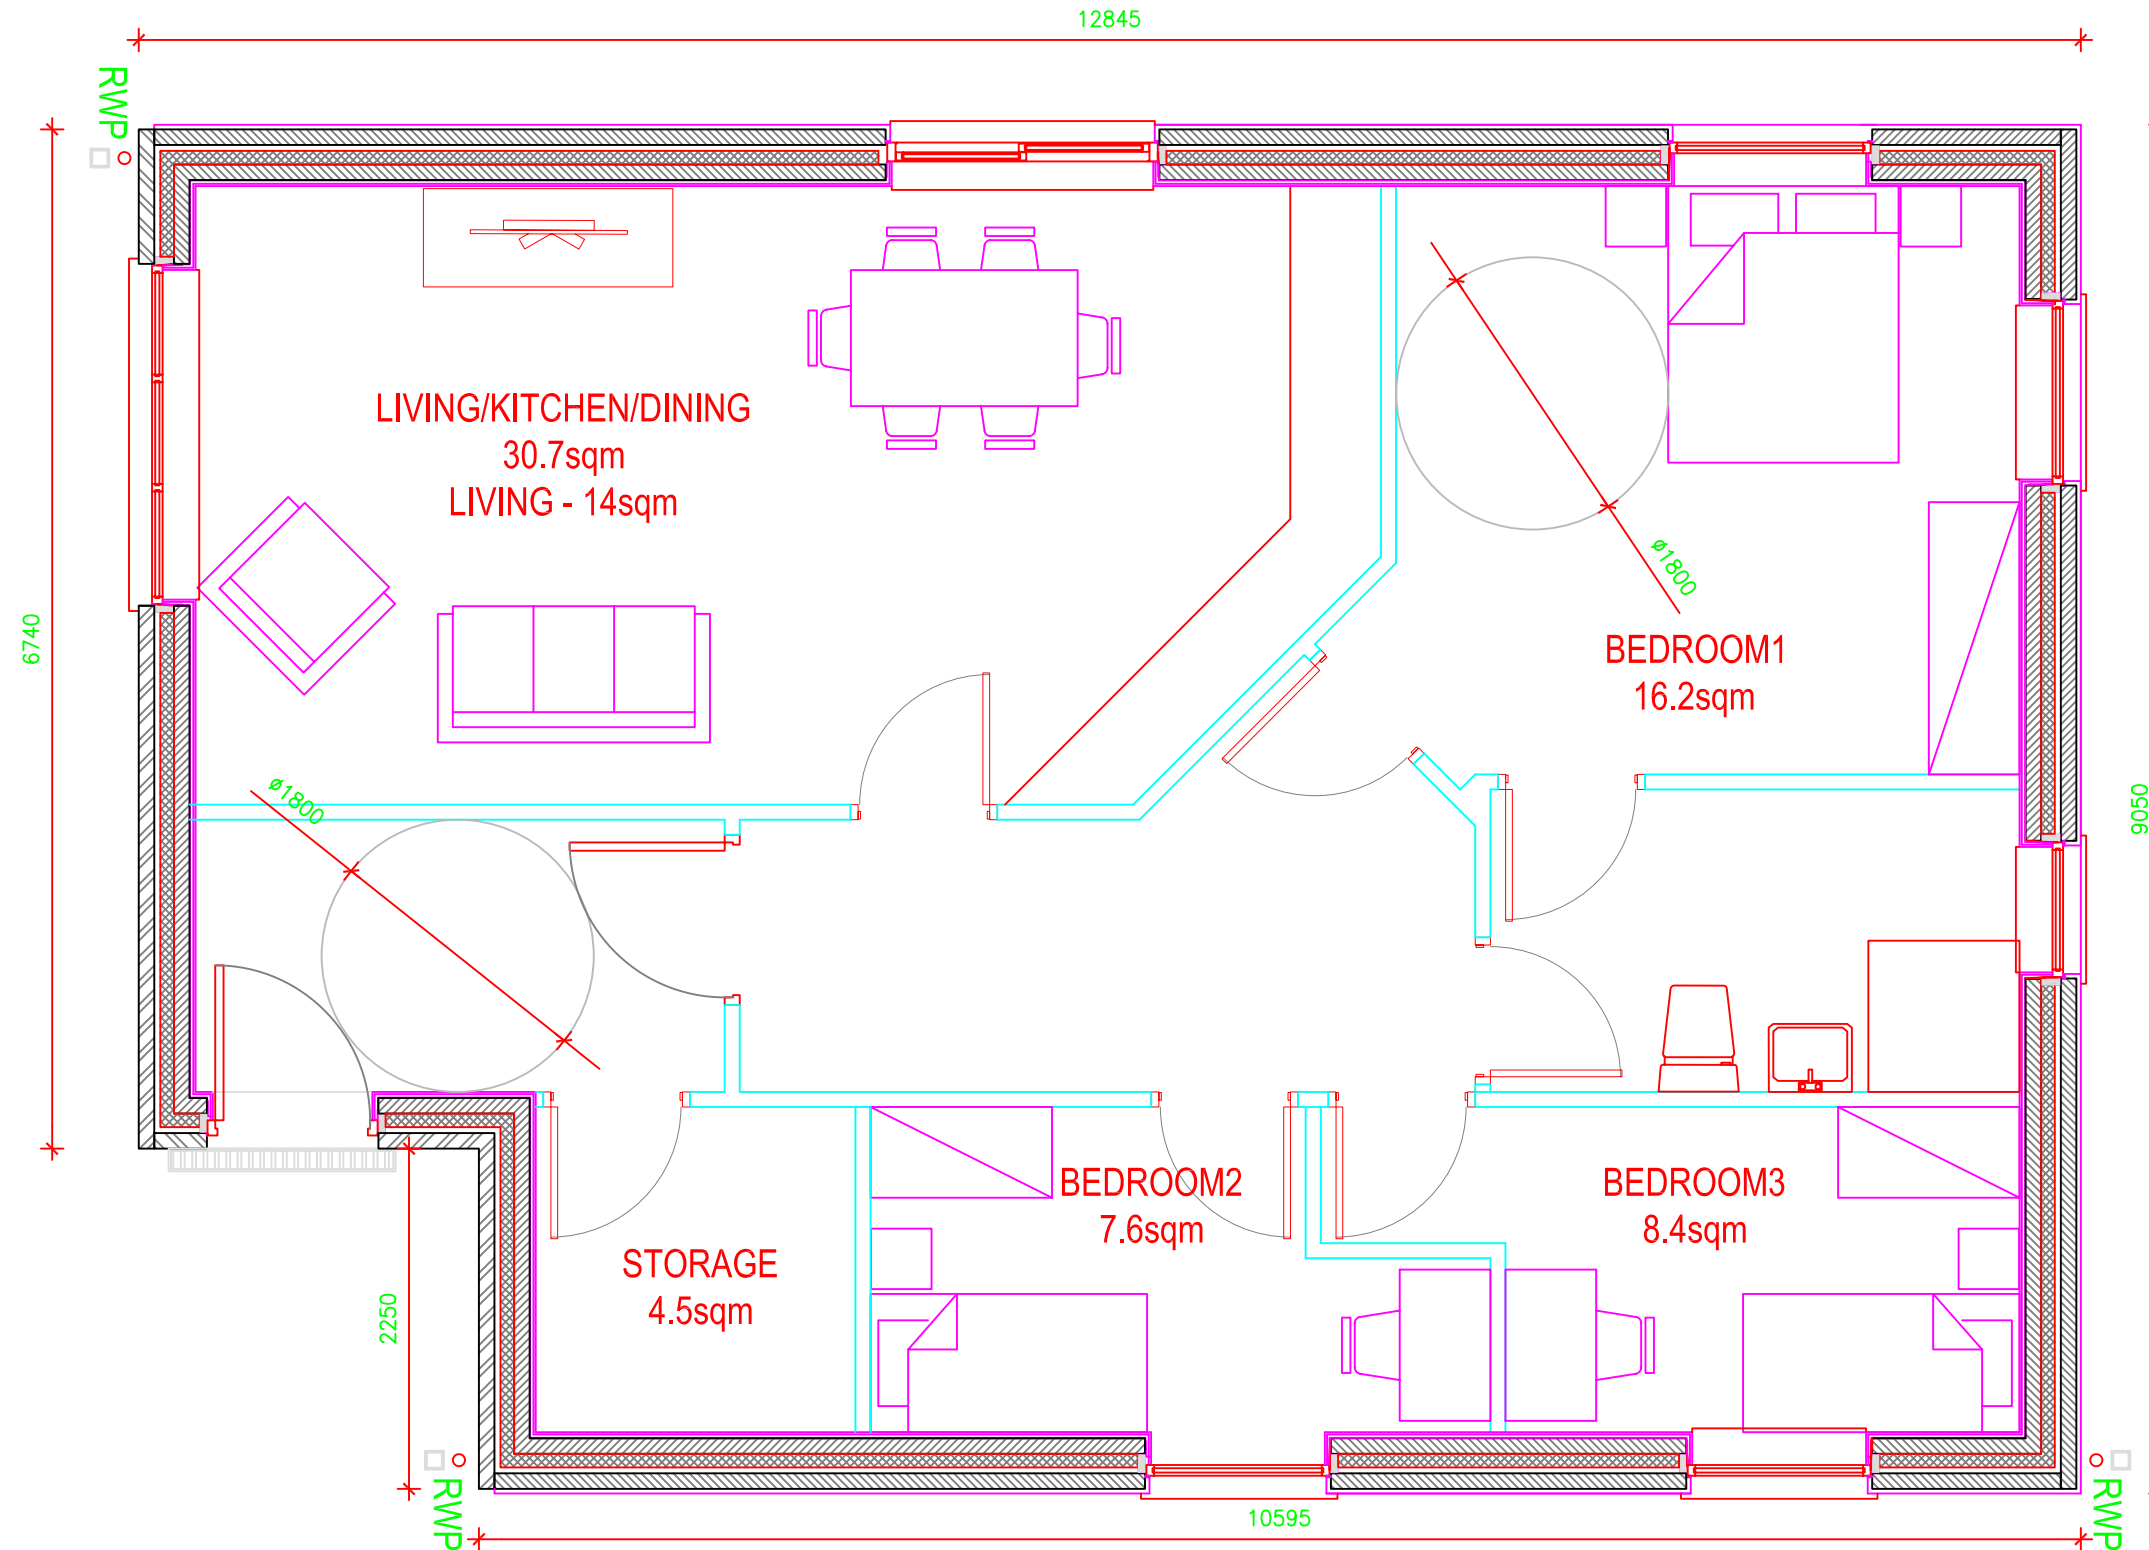 12845
RWP
6740
LIVING/KITCHEN/DINING
30.7sqm
LIVING - 14sqm
ø1800
BEDROOM1
16.2sqm
ø1800
9050
BEDROOM2
7.6sqm
BEDROOM3
8.4sqm
STORAGE
4.5sqm
2250
RWP
10595
RWP